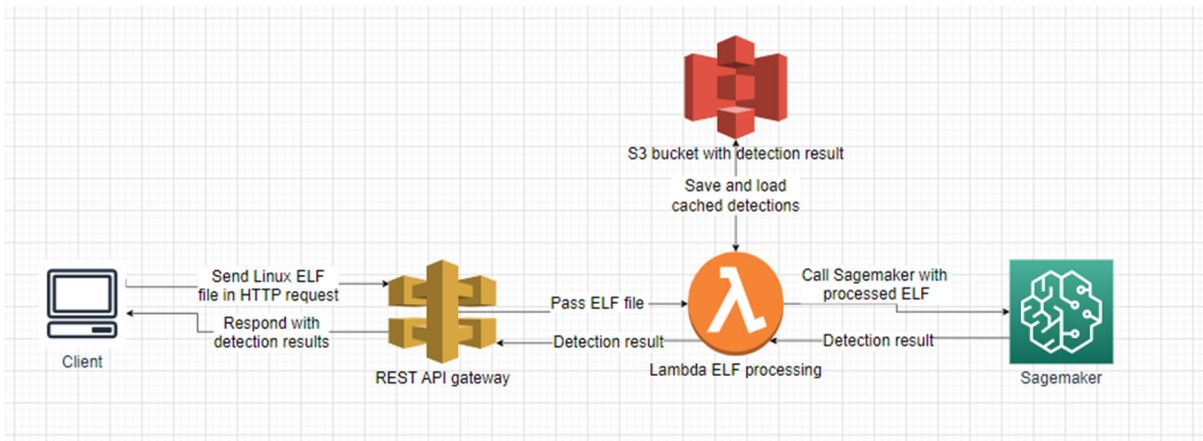 S3 bucket with detection result
Save and load
cached detections
Send Linux ELF
file in HTTP request
Respond with
detection results
Client
REST API gateway
Pass ELF file
Detection result
Lambda ELF processing
Call Sagemaker with
processed ELF
Detection result
Sagemaker